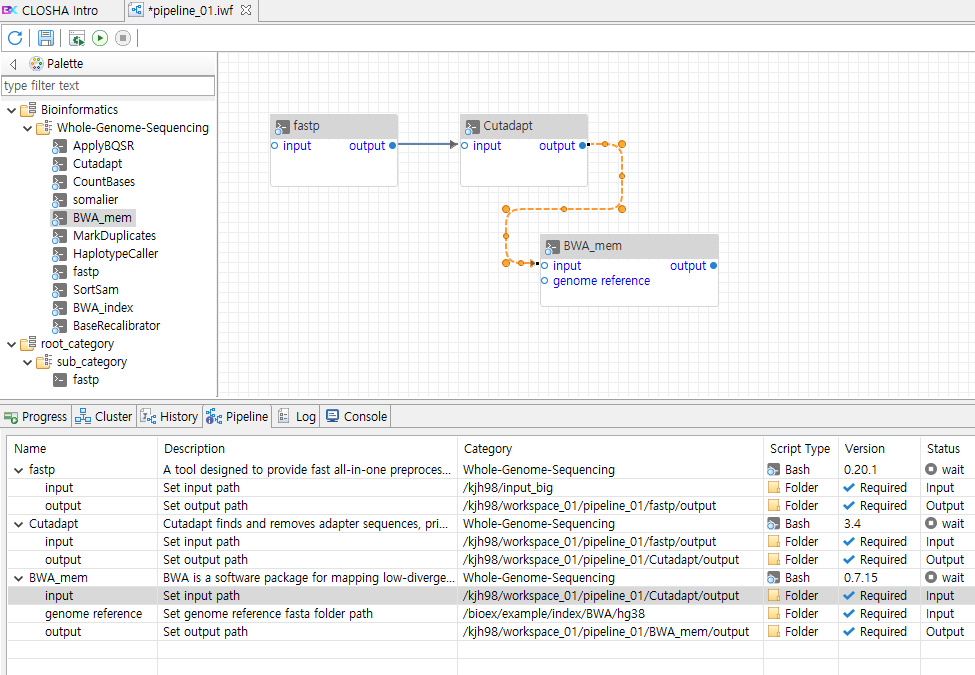 CLOSHA Intro
*pipeline_01.iwf
Palette
type filter text
Bioinformatics
Whole-Genome-Sequencing
ApplyBQSR
Cutadapt
CountBases
somalier
BWA_mem
MarkDuplicates
HaplotypeCaller
fastp
SortSam
BWA_index
BaseRecalibrator
root_category
sub_category
fastp
fastp
input output
Cutadapt
input output
BWA_mem
input output
genome reference
Progress Cluster History Pipeline Log Console
Name Description Category Script Type Version Status
fastp A tool designed to provide fast all-in-one preproces... Whole-Genome-Sequencing Bash 0.20.1 wait
input Set input path /kjh98/input_big Folder Required Input
output Set output path /kjh98/workspace_01/pipeline_01/fastp/output Folder Required Output
Cutadapt Cutadapt finds and removes adapter sequences, pri... Whole-Genome-Sequencing Bash 3.4 wait
input Set input path /kjh98/workspace_01/pipeline_01/fastp/output Folder Required Input
output Set output path /kjh98/workspace_01/pipeline_01/Cutadapt/output Folder Required Output
BWA_mem BWA is a software package for mapping low-diverge... Whole-Genome-Sequencing Bash 0.7.15 wait
input Set input path /kjh98/workspace_01/pipeline_01/Cutadapt/output Folder Required Input
genome reference Set genome reference fasta folder path /bioex/example/index/BWA/hg38 Folder Required Input
output Set output path /kjh98/workspace_01/pipeline_01/BWA_mem/output Folder Required Output